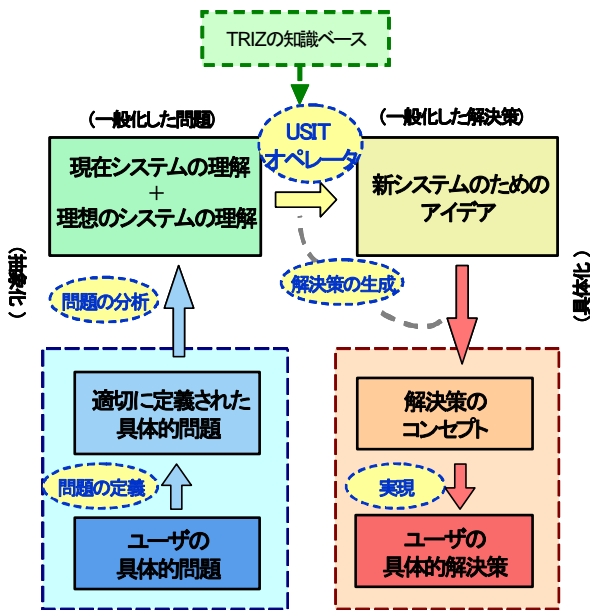 TRIZの知識ベース
(一般化した問題)
USIT
オペレータ
(一般化した解決策)
現在システムの理解
+
理想のシステムの理解
新システムのための
アイデア
(抽象化)
問題の分析
解決策の生成
(具体化)
適切に定義された
具体的問題
解決策の
コンセプト
問題の定義
実現
ユーザの
具体的問題
ユーザの
具体的解決策